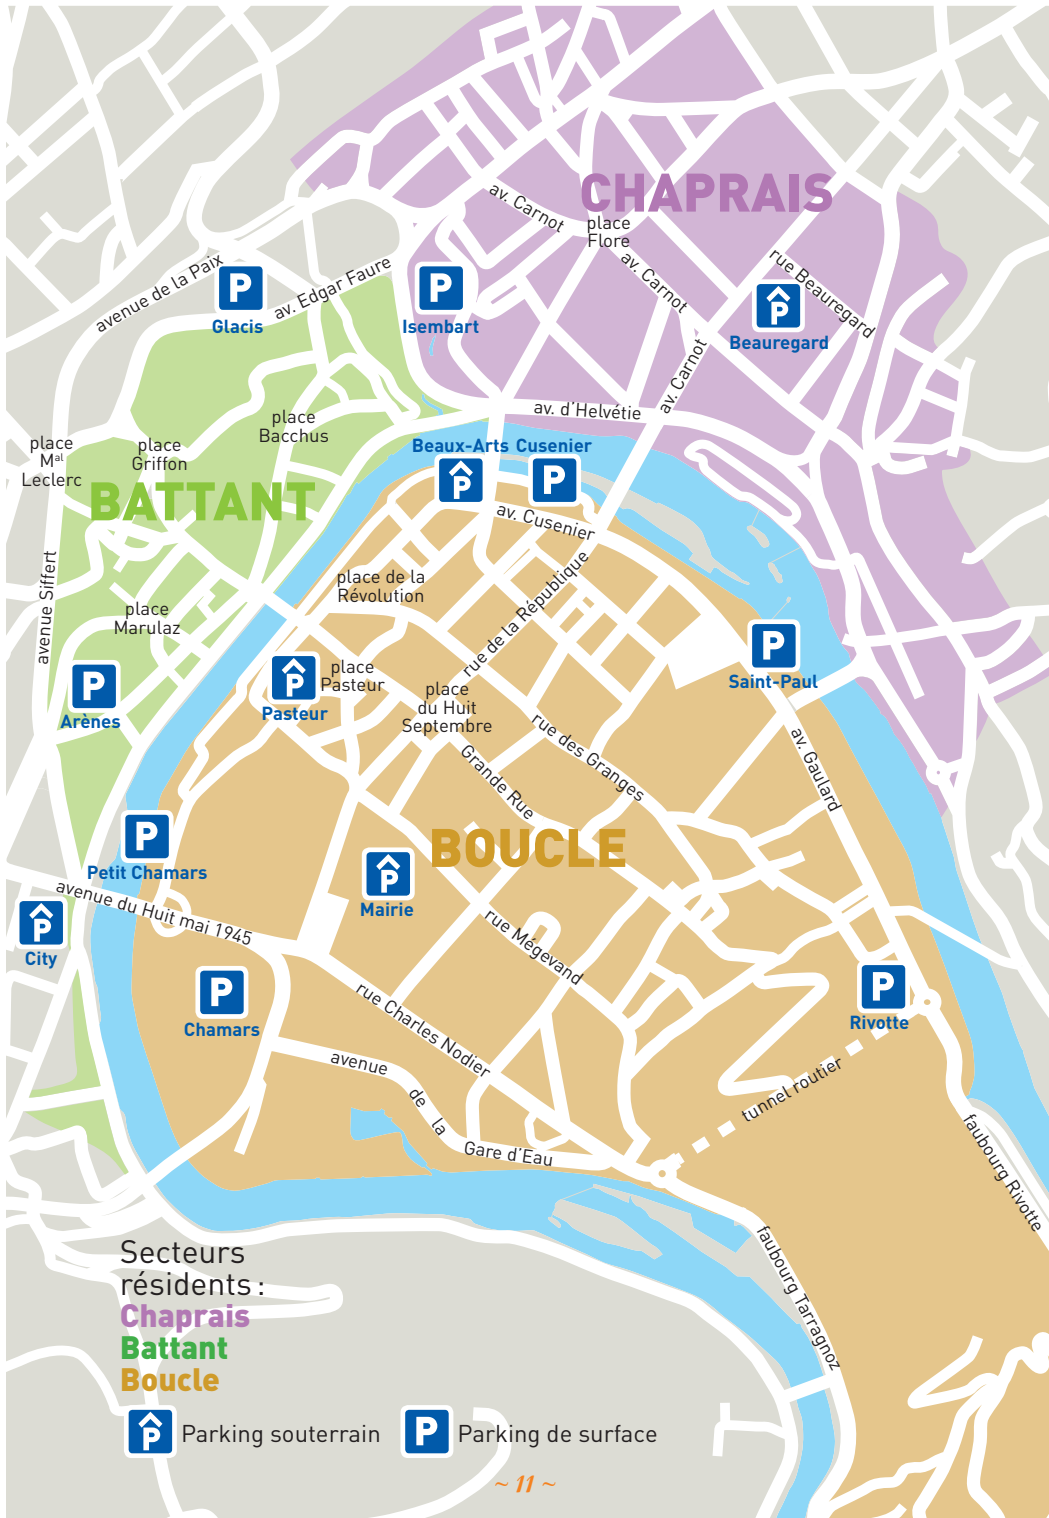 CHAPRAIS
av. Carnot
place
Flore
av. Carnot
rue Beauregard
avenue de la Paix
P
Glacis
av. Edgar Faure
P
Isembart
P
Beauregard
av. Carnot
av. d'Helvétie
place
Bacchus
place
Mal
Leclerc
place
Griffon
BATTANT
Beaux-Arts
P
Cusenier
P
av. Cusenier
avenue Siffert
place de la
Révolution
rue de la République
place
Marulaz
P
Arènes
P
Pasteur
place
Pasteur
place
du Huit
Septembre
P
Saint-Paul
rue des Granges
Grande Rue
av. Gaulard
BOUCLE
P
Petit Chamars
P
Mairie
avenue du Huit mai 1945
P
City
rue Mégevand
P
Chamars
rue Charles Nodier
P
Rivotte
avenue
de
la
Gare d'Eau
tunnel routier
faubourg Rivotte
faubourg Tarragnoz
Secteurs
résidents :
Chaprais
Battant
Boucle
P Parking souterrain
P Parking de surface
~ 11 ~